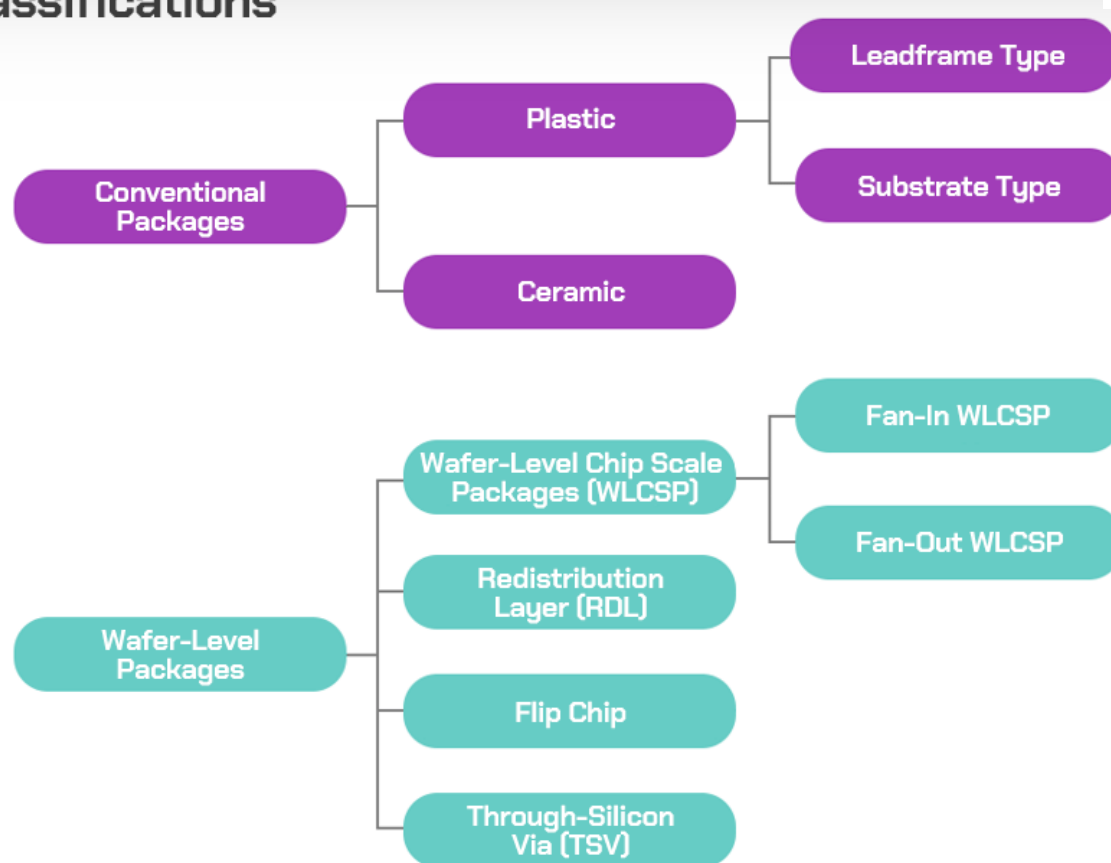 Leadframe Type
Plastic
Substrate Type
Conventional
Packages
Ceramic
Fan-In WLCSP
Wafer-Level Chip Scale
Packages (WLCSP)
Fan-Out WLCSP
Redistribution
Layer (RDL)
Wafer-Level
Packages
Flip Chip
Through-Silicon
Via (TSV)